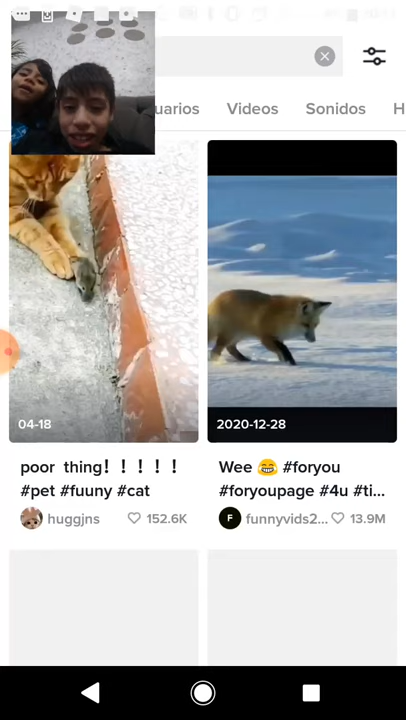 uarios
Videos
Sonidos
H
04-18
2020-12-28
poor thing！！！！！
#pet #fuuny #cat
huggjns
152.6K
Wee 😂 #foryou
#foryoupage #4u #ti...
F
funnyvids2...
13.9M